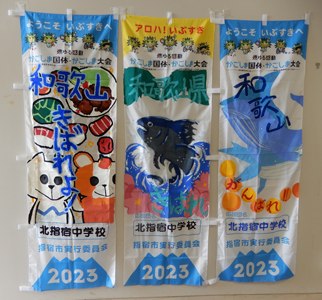 ようこそ いぶすきへ
燃ゆる感動
かごしま国体・かごしま大会
和歌山
きばれよ!
北指宿中学校
指宿市実行委員会
2023
アロハ!いぶすき
燃ゆる感動
かごしま国体・かごしま大会
和歌山県
きばれ
北指宿中学校
指宿市実行委員会
2023
ようこそ いぶすきへ
燃ゆる感動
かごしま国体・かごしま大会
和歌山
がんばれ
北指宿中学校
指宿市実行委員会
2023